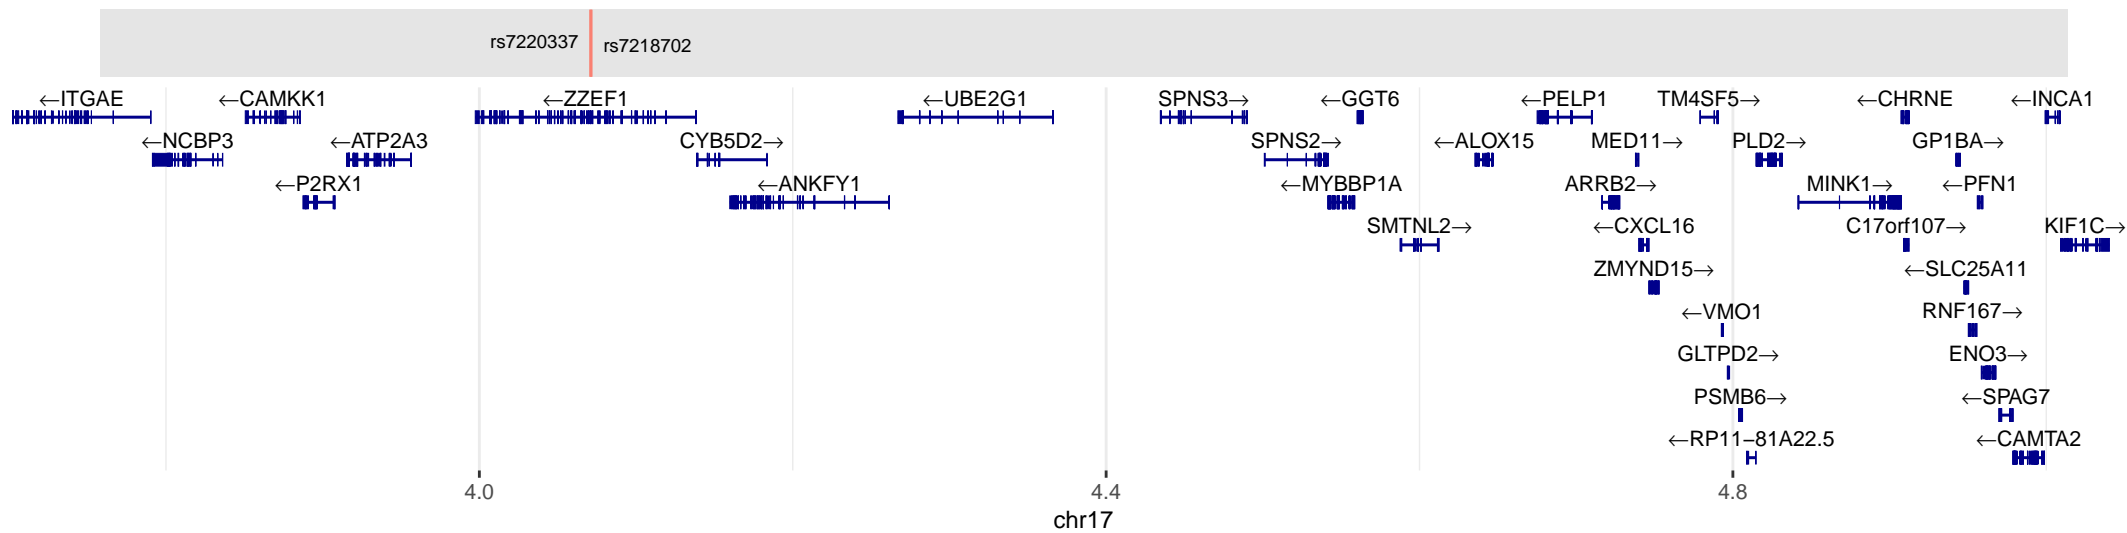 rs7220337 rs7218702
←ITGAE ←CAMKK1 ←ZZEF1 ←UBE2G1 SPNS3→ ←GGT6 ←PELP1 TM4SF5→ ←CHRNE ←INCA1
←NCBP3 ←ATP2A3 CYB5D2→ SPNS2→ ←ALOX15 MED11→ PLD2→ GP1BA→
←P2RX1 ←ANKFY1 ←MYBBP1A ARRB2→ MINK1→ ←PFN1
SMTNL2→ ←CXCL16 C17orf107→ KIF1C→
ZMYND15→ ←SLC25A11
←VMO1 RNF167→
GLTPD2→ ENO3→
PSMB6→ ←SPAG7
←RP11−81A22.5 ←CAMTA2
4.0 4.4 4.8
chr17